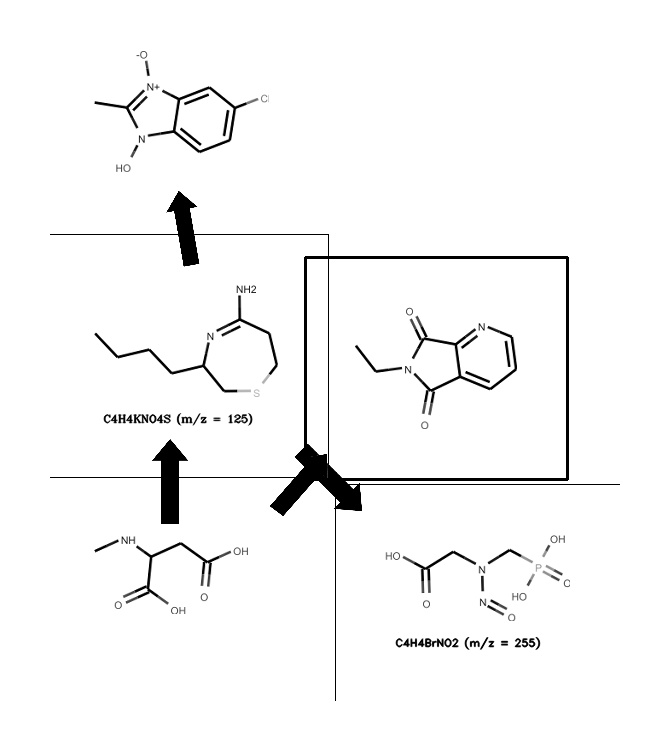 -O
N+
Cl
N
HO
NH2
N
S
C4H4KNO4S (m/z = 125)
O
N
N
O
NH
OH
O
O
OH
HO
O
N
N
O
P
OH
O
HO
C4H4BrNO2 (m/z = 255)